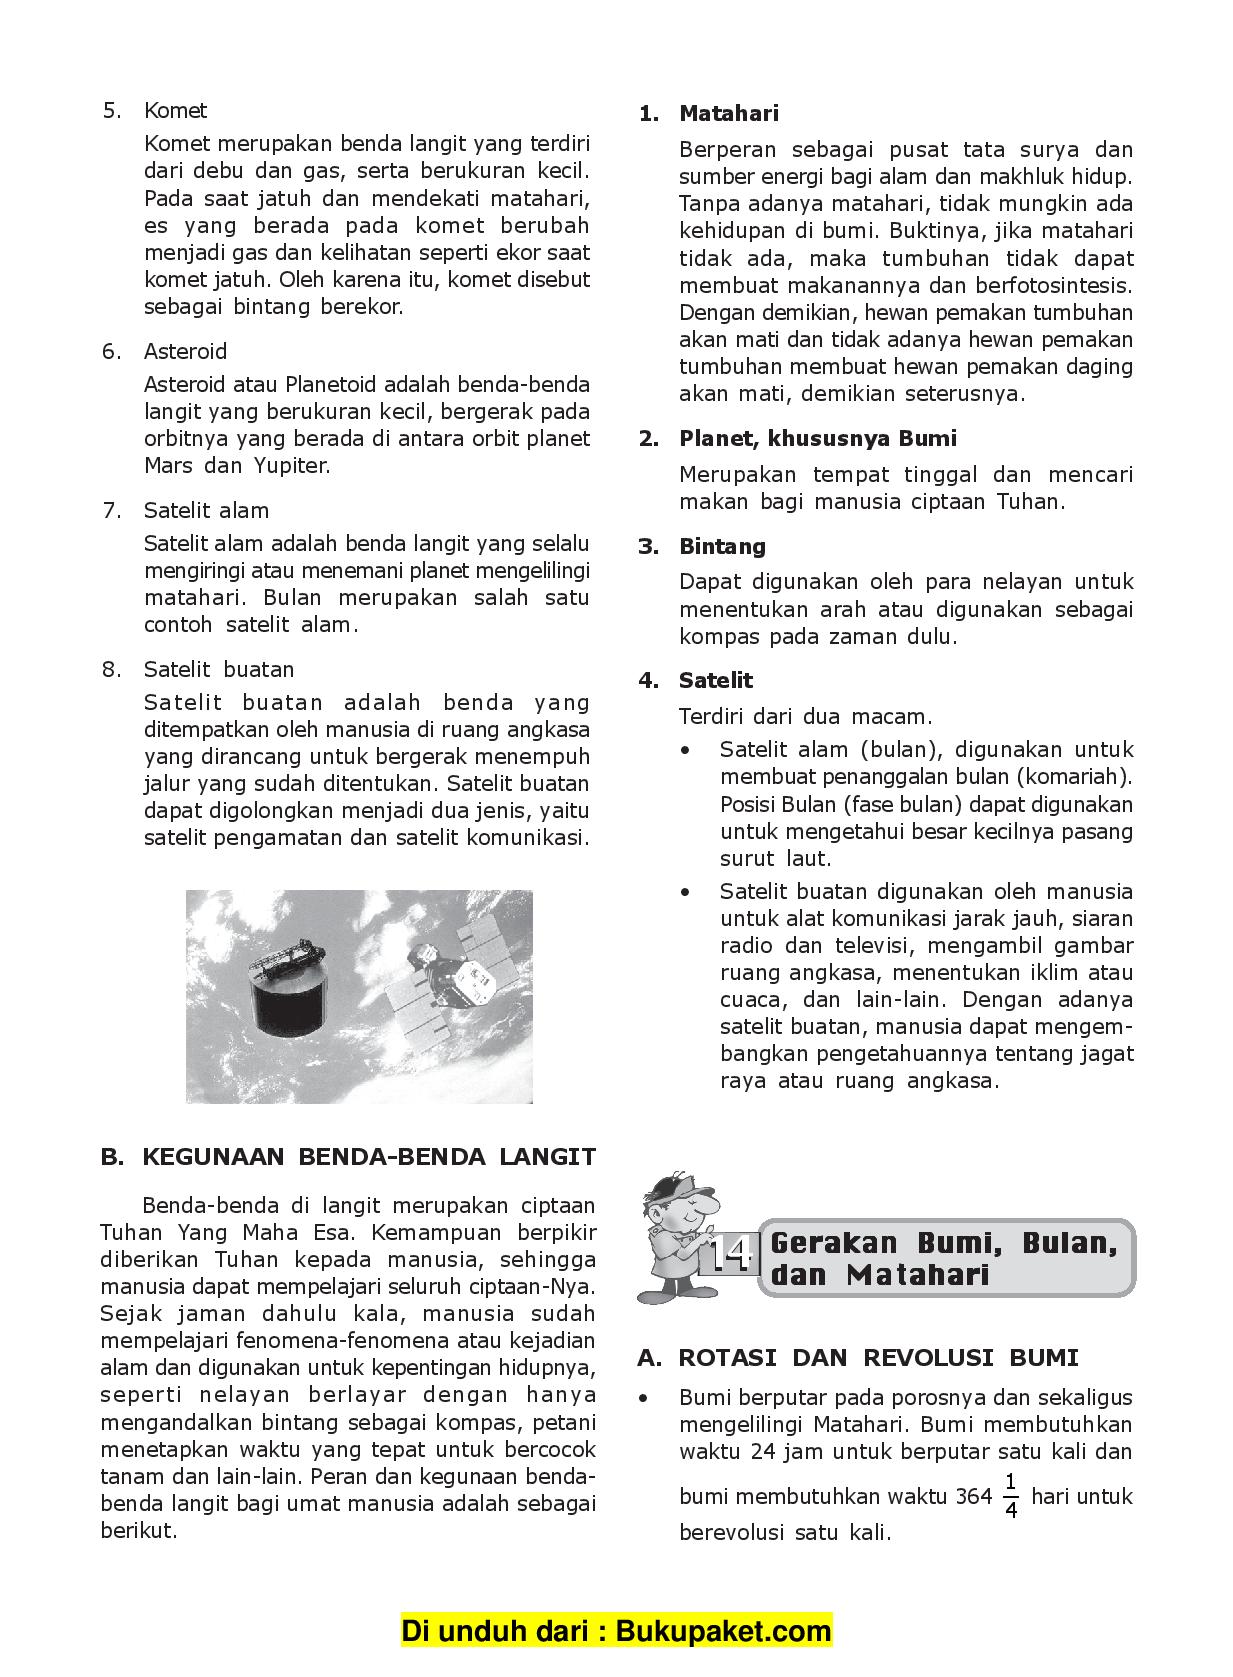 5. Komet
Komet merupakan benda langit yang terdiri
dari debu dan gas, serta berukuran kecil.
Pada saat jatuh dan mendekati matahari,
es yang berada pada komet berubah
menjadi gas dan kelihatan seperti ekor saat
komet jatuh. Oleh karena itu, komet disebut
sebagai bintang berekor.
6. Asteroid
Asteroid atau Planetoid adalah benda-benda
langit yang berukuran kecil, bergerak pada
orbitnya yang berada di antara orbit planet
Mars dan Yupiter.
7. Satelit alam
Satelit alam adalah benda langit yang selalu
mengiringi atau menemani planet mengelilingi
matahari. Bulan merupakan salah satu
contoh satelit alam.
8. Satelit buatan
Satelit buatan adalah benda yang
ditempatkan oleh manusia di ruang angkasa
yang dirancang untuk bergerak menempuh
jalur yang sudah ditentukan. Satelit buatan
dapat digolongkan menjadi dua jenis, yaitu
satelit pengamatan dan satelit komunikasi.
B. KEGUNAAN BENDA-BENDA LANGIT
Benda-benda di langit merupakan ciptaan
Tuhan Yang Maha Esa. Kemampuan berpikir
diberikan Tuhan kepada manusia, sehingga
manusia dapat mempelajari seluruh ciptaan-Nya.
Sejak jaman dahulu kala, manusia sudah
mempelajari fenomena-fenomena atau kejadian
alam dan digunakan untuk kepentingan hidupnya,
seperti nelayan berlayar dengan hanya
mengandalkan bintang sebagai kompas, petani
menetapkan waktu yang tepat untuk bercocok
tanam dan lain-lain. Peran dan kegunaan benda-
benda langit bagi umat manusia adalah sebagai
berikut.
1. Matahari
Berperan sebagai pusat tata surya dan
sumber energi bagi alam dan makhluk hidup.
Tanpa adanya matahari, tidak mungkin ada
kehidupan di bumi. Buktinya, jika matahari
tidak ada, maka tumbuhan tidak dapat
membuat makanannya dan berfotosintesis.
Dengan demikian, hewan pemakan tumbuhan
akan mati dan tidak adanya hewan pemakan
tumbuhan membuat hewan pemakan daging
akan mati, demikian seterusnya.
2. Planet, khususnya Bumi
Merupakan tempat tinggal dan mencari
makan bagi manusia ciptaan Tuhan.
3. Bintang
Dapat digunakan oleh para nelayan untuk
menentukan arah atau digunakan sebagai
kompas pada zaman dulu.
4. Satelit
Terdiri dari dua macam.
• Satelit alam (bulan), digunakan untuk
membuat penanggalan bulan (komariah).
Posisi Bulan (fase bulan) dapat digunakan
untuk mengetahui besar kecilnya pasang
surut laut.
• Satelit buatan digunakan oleh manusia
untuk alat komunikasi jarak jauh, siaran
radio dan televisi, mengambil gambar
ruang angkasa, menentukan iklim atau
cuaca, dan lain-lain. Dengan adanya
satelit buatan, manusia dapat mengem-
bangkan pengetahuannya tentang jagat
raya atau ruang angkasa.
14 Gerakan Bumi, Bulan,
dan Matahari
A. ROTASI DAN REVOLUSI BUMI
• Bumi berputar pada porosnya dan sekaligus
mengelilingi Matahari. Bumi membutuhkan
waktu 24 jam untuk berputar satu kali dan
bumi membutuhkan waktu 364 1/4 hari untuk
berevolusi satu kali.
Di unduh dari : Bukupaket.com